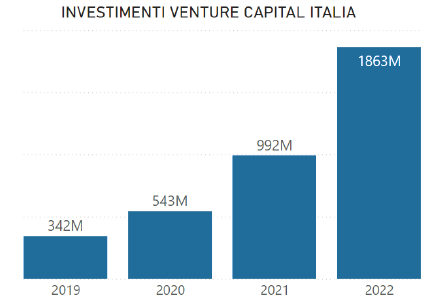 INVESTIMENTI VENTURE CAPITAL ITALIA
1863M
992M
543M
342M
2019 2020 2021 2022